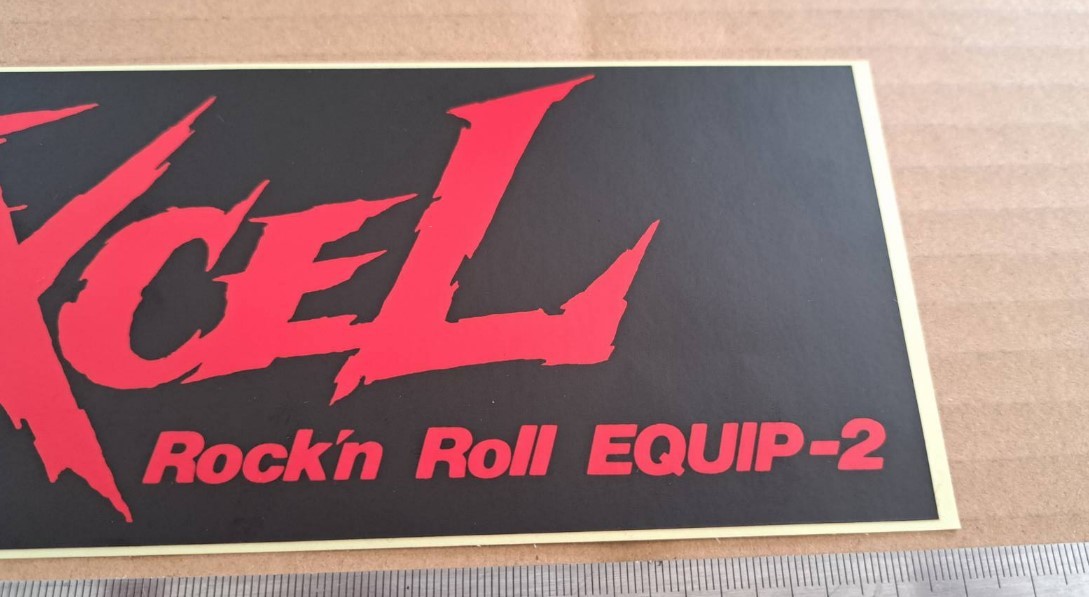 XCEL
Rock'n Roll EQUIP-2